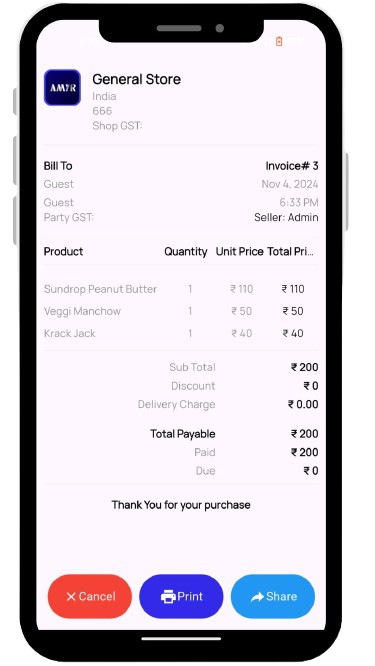 AMYR
General Store
India
666
Shop GST:
Bill To Invoice# 3
Guest Nov 4, 2024
Guest 6:33 PM
Party GST: Seller: Admin
Product Quantity Unit Price Total Pri...
Sundrop Peanut Butter 1 ₹ 110 ₹ 110
Veggi Manchow 1 ₹ 50 ₹ 50
Krack Jack 1 ₹ 40 ₹ 40
Sub Total ₹ 200
Discount ₹ 0
Delivery Charge ₹ 0.00
Total Payable ₹ 200
Paid ₹ 200
Due ₹ 0
Thank You for your purchase
Cancel Print Share